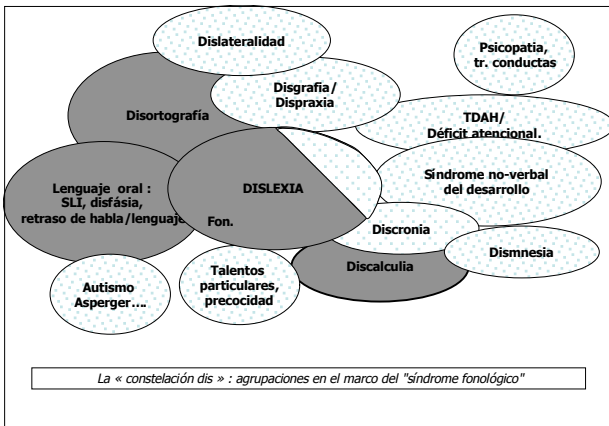 Dislateralidad
Psicopatia,
tr. conductas
Disgrafia/
Dispraxia
Disortografía
TDAH/
Déficit atencional.
Lenguaje oral :
SLI, disfásia,
retraso de habla/lenguaje
DISLEXIA
Fon.
Síndrome no-verbal
del desarrollo
Discronia
Dismnesia
Discalculia
Autismo
Asperger....
Talentos
particulares,
precocidad
La « constelación dis » : agrupaciones en el marco del "síndrome fonológico"